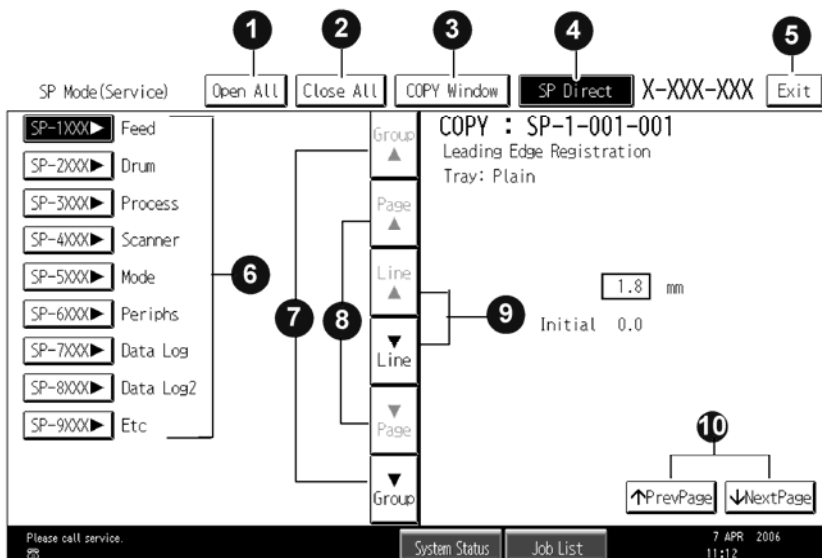 1 2 3 4 5
SP Mode(Service) Open All Close All COPY Window SP Direct X-XXX-XXX Exit
SP-1XXX▶ Feed
SP-2XXX▶ Drum
SP-3XXX▶ Process
SP-4XXX▶ Scanner
SP-5XXX▶ Mode
SP-6XXX▶ Periphs
SP-7XXX▶ Data Log
SP-8XXX▶ Data Log2
SP-9XXX▶ Etc
6
7
8
Group
▲
Page
▲
Line
▲
▼
Line
▼
Page
▼
Group
9
COPY : SP-1-001-001
Leading Edge Registration
Tray: Plain
1.8 mm
Initial 0.0
10
↑PrevPage ↓NextPage
Please call service.
System Status Job List
7 APR 2006
11:12